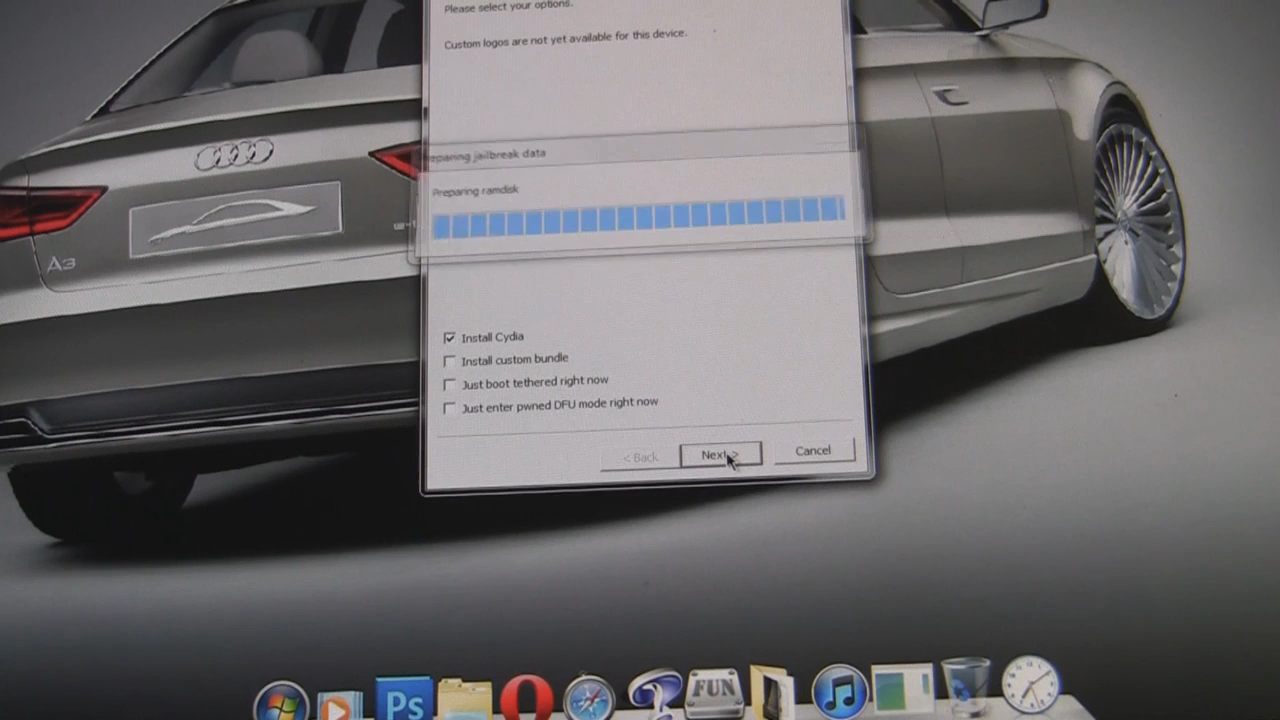 Please select your options.
Custom logos are not yet available for this device.
eparing jailbreak data
Preparing ramdisk
A3
Install Cydia
Install custom bundle
Just boot tethered right now
Just enter pwned DFU mode right now
< Back
Next >
Cancel
Ps
FUN